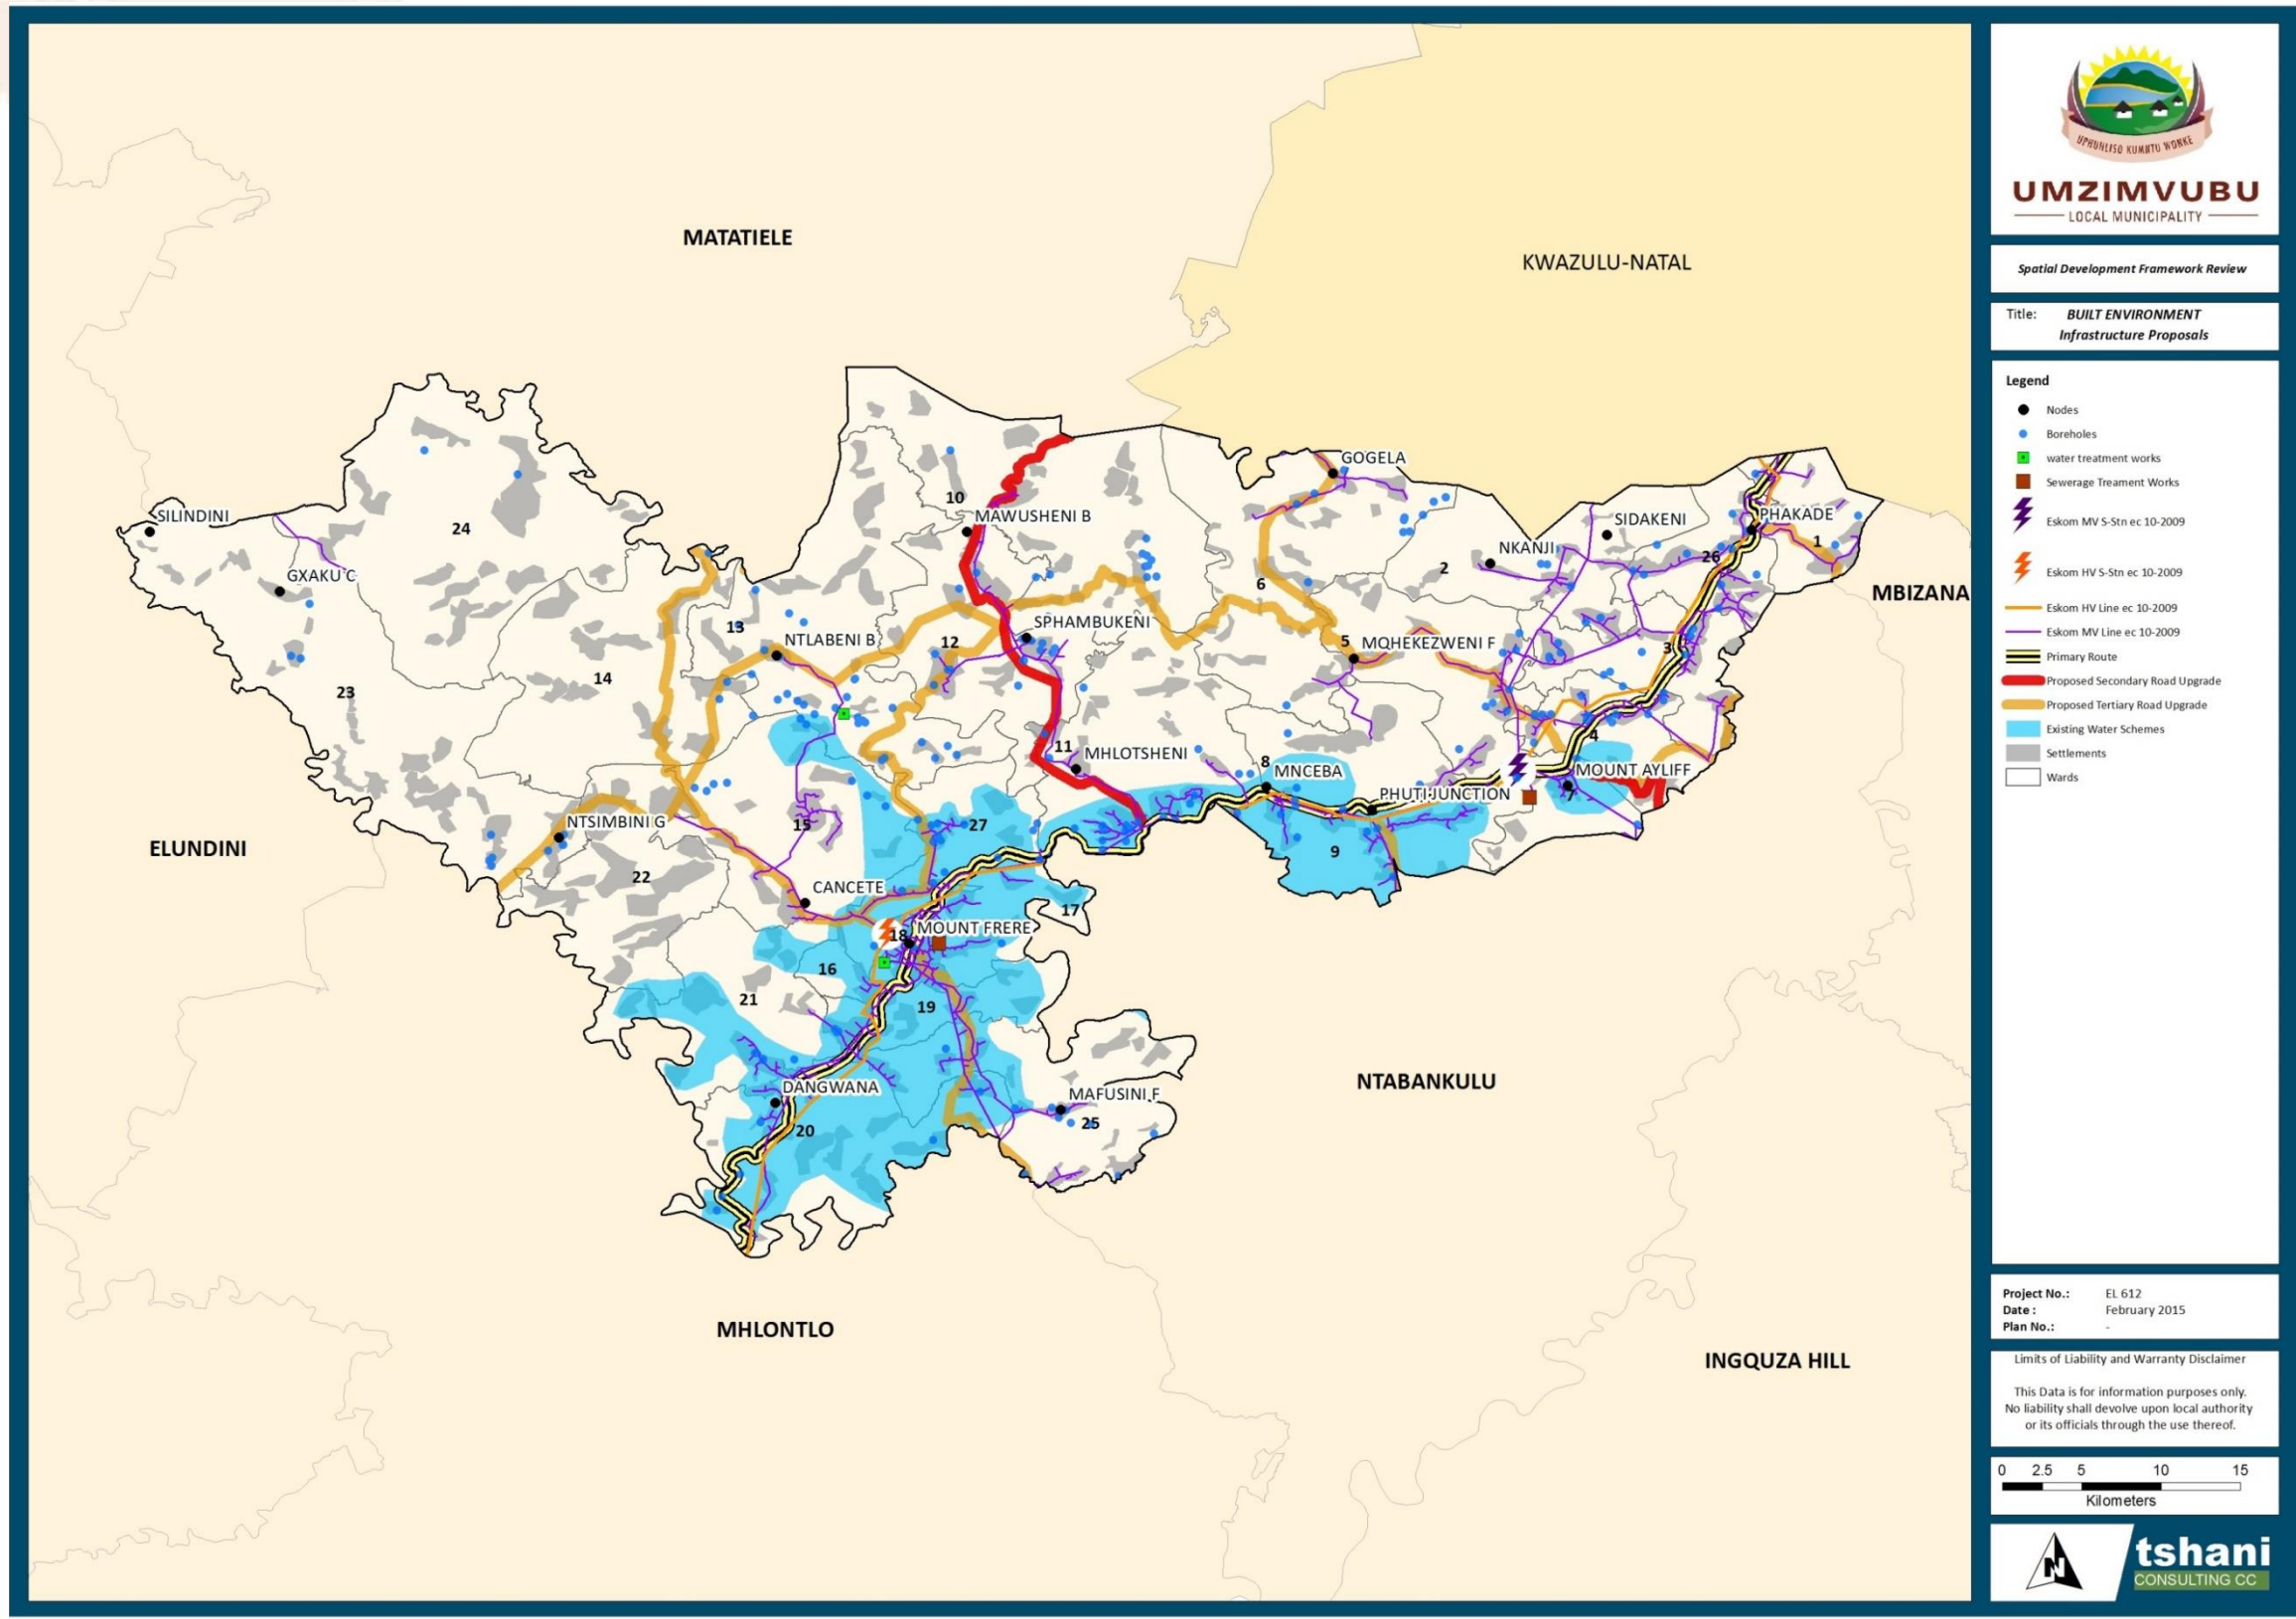 MATATIELE
KWAZULU-NATAL
GOGELA
SILINDINI
10
MAWUSHENI B
SIDAKENI
PHAKADE
24
1
NKANJI
26
GXAKU C
2
6
MBIZANA
13
SPHAMBUKENI
NTLABENI B
12
5
MQHEKEZWENI F
3
14
23
4
11
MHLOTSHENI
8
MNCEBA
MOUNT AYLIFF
PHUTI JUNCTION
7
NTSIMBINI G
15
27
ELUNDINI
9
22
CANCETE
17
18
MOUNT FRERE
16
21
19
DANGWANA
NTABANKULU
MAFUSINI F
25
20
MHLONTLO
INGQUZA HILL
UPHUHLISO KUMNTU WONKE
UMZIMVUBU
LOCAL MUNICIPALITY
Spatial Development Framework Review
Title: BUILT ENVIRONMENT
Infrastructure Proposals
Legend
Nodes
Boreholes
water treatment works
Sewerage Treament Works
Eskom MV S-Stn ec 10-2009
Eskom HV S-Stn ec 10-2009
Eskom HV Line ec 10-2009
Eskom MV Line ec 10-2009
Primary Route
Proposed Secondary Road Upgrade
Proposed Tertiary Road Upgrade
Existing Water Schemes
Settlements
Wards
Project No.: EL 612
Date : February 2015
Plan No.: -
Limits of Liability and Warranty Disclaimer
This Data is for information purposes only.
No liability shall devolve upon local authority
or its officials through the use thereof.
0 2.5 5 10 15
Kilometers
N
tshani
CONSULTING CC